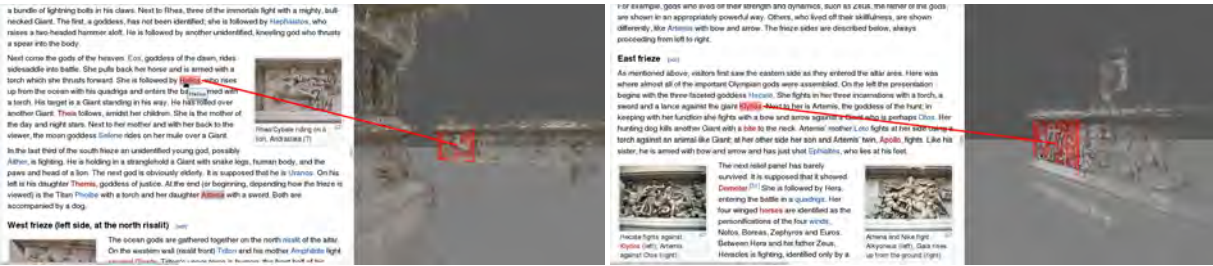 a bundle of lightning bolts in his claws. Next to Rhea, three of the immortals fight with a mighty, bull-
necked Giant. The first, a goddess, has not been identified; she is followed by Hephaistos, who
raises a two-headed hammer aloft. He is followed by another unidentified, kneeling god who thrusts
a spear into the body.
Next come the gods of the heaven. Eos, goddess of the dawn, rides
sidesaddle into battle. She pulls back her horse and is armed with a
torch which she thrusts forward. She is followed by Helios, who rises
up from the ocean with his quadriga and enters the armed with
a torch. His target is a Giant standing in his way. He has rolled over
another Giant. Theia follows, amidst her children. She is the mother of
the day and night stars. Next to her mother and with her back to the
viewer, the moon goddess Selene rides on her mule over a Giant.
Rhea/Cybele riding on a
lion,
In the last third of the south frieze an unidentified young god, possibly
Aither, is fighting. He is holding in a stranglehold a Giant with snake legs, human body, and the
paws and head of a lion. The next god is obviously elderly. It is supposed that he is Uranos. On his
left is his daughter Themis, goddess of justice. At the end (or beginning, depending how the frieze is
viewed) is the Titan Phoibe with a torch and her daughter Asteria with a sword. Both are
accompanied by a dog.
West frieze (left side, at the north risalit) [edit]
The ocean gods are gathered together on the north risalit of the altar.
On the western wall (risalit front) Triton and his mother Amphitrite fight
For example, gods who lived off their strength and dynamics, such as Zeus, the father of the gods,
are shown in an appropriately powerful way. Others, who lived off their skillfulness, are shown
differently, like Artemis with bow and arrow. The frieze sides are described below, always
proceeding from left to right.
East frieze [edit]
As mentioned above, visitors first saw the eastern side as they entered the altar area. Here was
where almost all of the important Olympian gods were assembled. On the left the presentation
begins with the three-faceted goddess Hecate. She fights in her three incarnations with a torch, a
sword and a lance against the giant Klytios. Next to her is Artemis, the goddess of the hunt; in
keeping with her function she fights with a bow and arrow against a Giant who is perhaps Otos. Her
hunting dog kills another Giant with a bite to the neck. Artemis' mother Leto fights at her side using a
torch against an animal-like Giant; at her other side her son and Artemis' twin, Apollo, fights. Like his
sister, he is armed with bow and arrow and has just shot Ephialtes, who lies at his feet.
The next relief panel has barely
survived. It is supposed that it showed
Demeter. She is followed by Hera,
entering the battle in a quadriga. Her
four winged horses are identified as the
personifications of the four winds,
Notos, Boreas, Zephyros and Euros.
Between Hera and his father Zeus,
Heracles is fighting, identified only by a
Hecate fights against
Klytios (left); Artemis
against Otos (right)
Athena and Nike fight
Alkyoneus (left), Gaia rises
up from the ground (right)